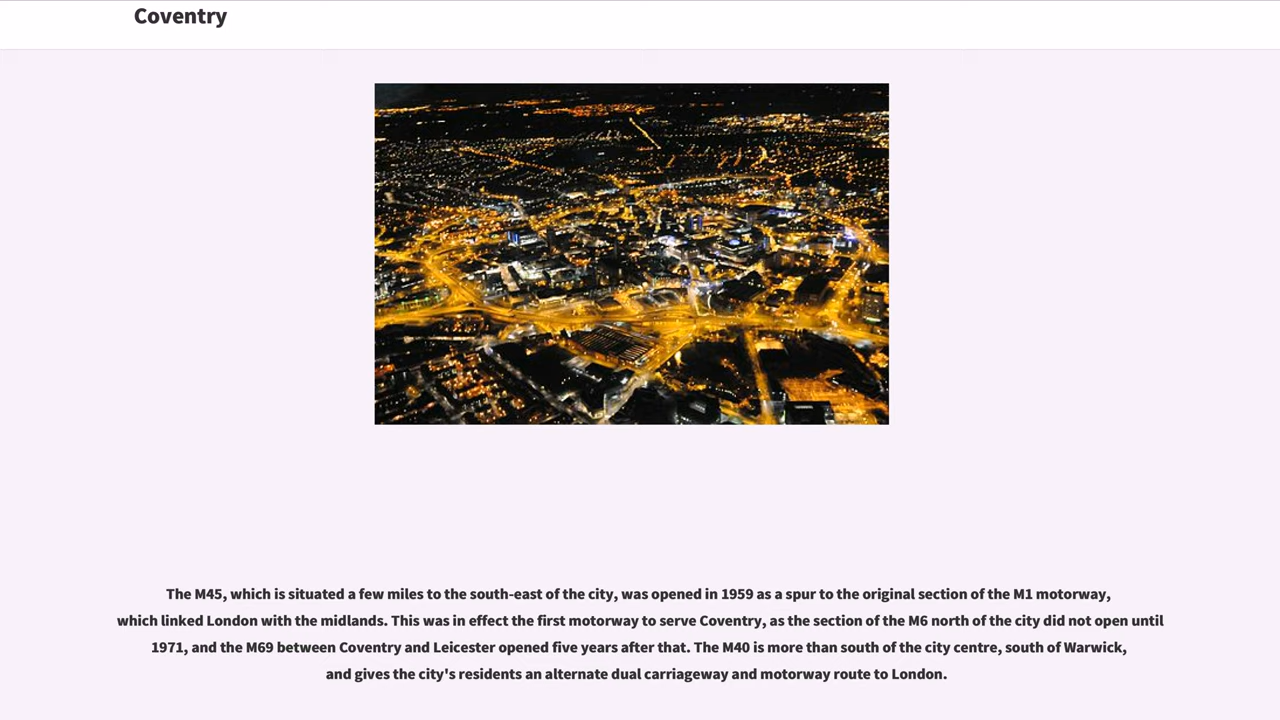 Coventry
The M45, which is situated a few miles to the south-east of the city, was opened in 1959 as a spur to the original section of the M1 motorway,
which linked London with the midlands. This was in effect the first motorway to serve Coventry, as the section of the M6 north of the city did not open until
1971, and the M69 between Coventry and Leicester opened five years after that. The M40 is more than south of the city centre, south of Warwick,
and gives the city's residents an alternate dual carriageway and motorway route to London.